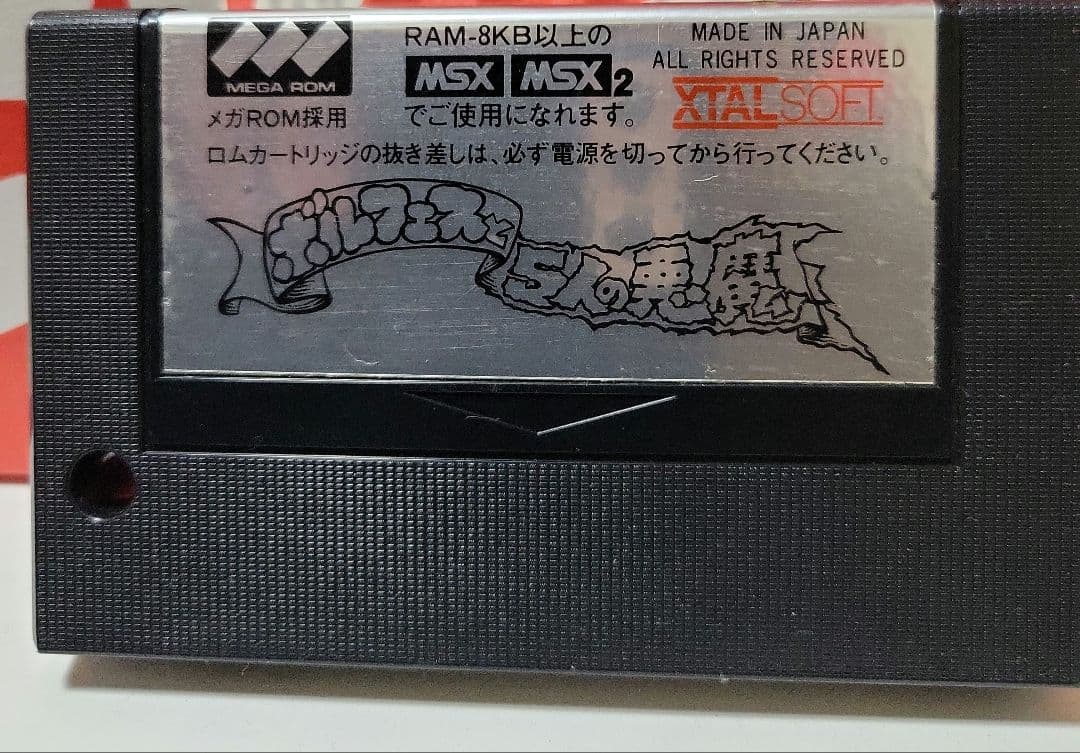 MEGA ROM
メガROM採用
RAM-8KB以上の
MSX MSX2
でご使用になれます。
MADE IN JAPAN
ALL RIGHTS RESERVED
XTALSOFT.
ロムカートリッジの抜き差しは、必ず電源を切ってから行ってください。
ボルフェスと
5人の悪魔